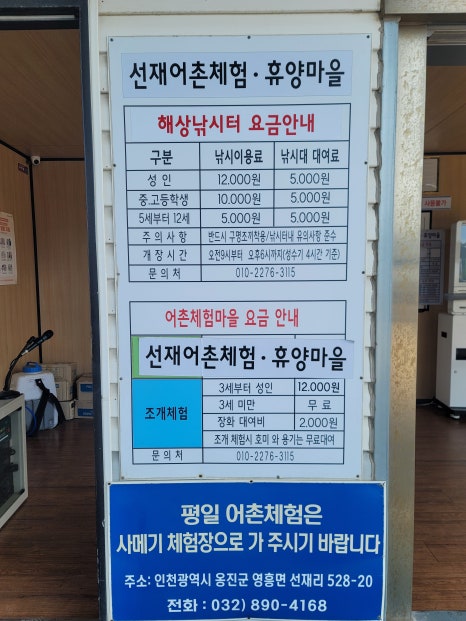 선재어촌체험·휴양마을
해상낚시터 요금안내
구분 낚시이용료 낚시대 대여료
성인 12.000원 5.000원
중.고등학생 10.000원 5.000원
5세부터 12세 5.000원 5.000원
주의사항 반드시 구명조끼착용/낚시터내 유의사항 준수
개장시간 오전9시부터 오후6시까지(성수기 4시간 기준)
문의처 010-2276-3115
어촌체험마을 요금 안내
선재어촌체험·휴양마을
조개체험
3세부터 성인 12.000원
3세 미만 무료
장화 대여비 2.000원
조개 체험시 호미 와 용기는 무료대여
문의처 010-2276-3115
평일 어촌체험은
사메기 체험장으로 가 주시기 바랍니다
주소: 인천광역시 옹진군 영흥면 선재리 528-20
전화 : 032) 890-4168
사용불가